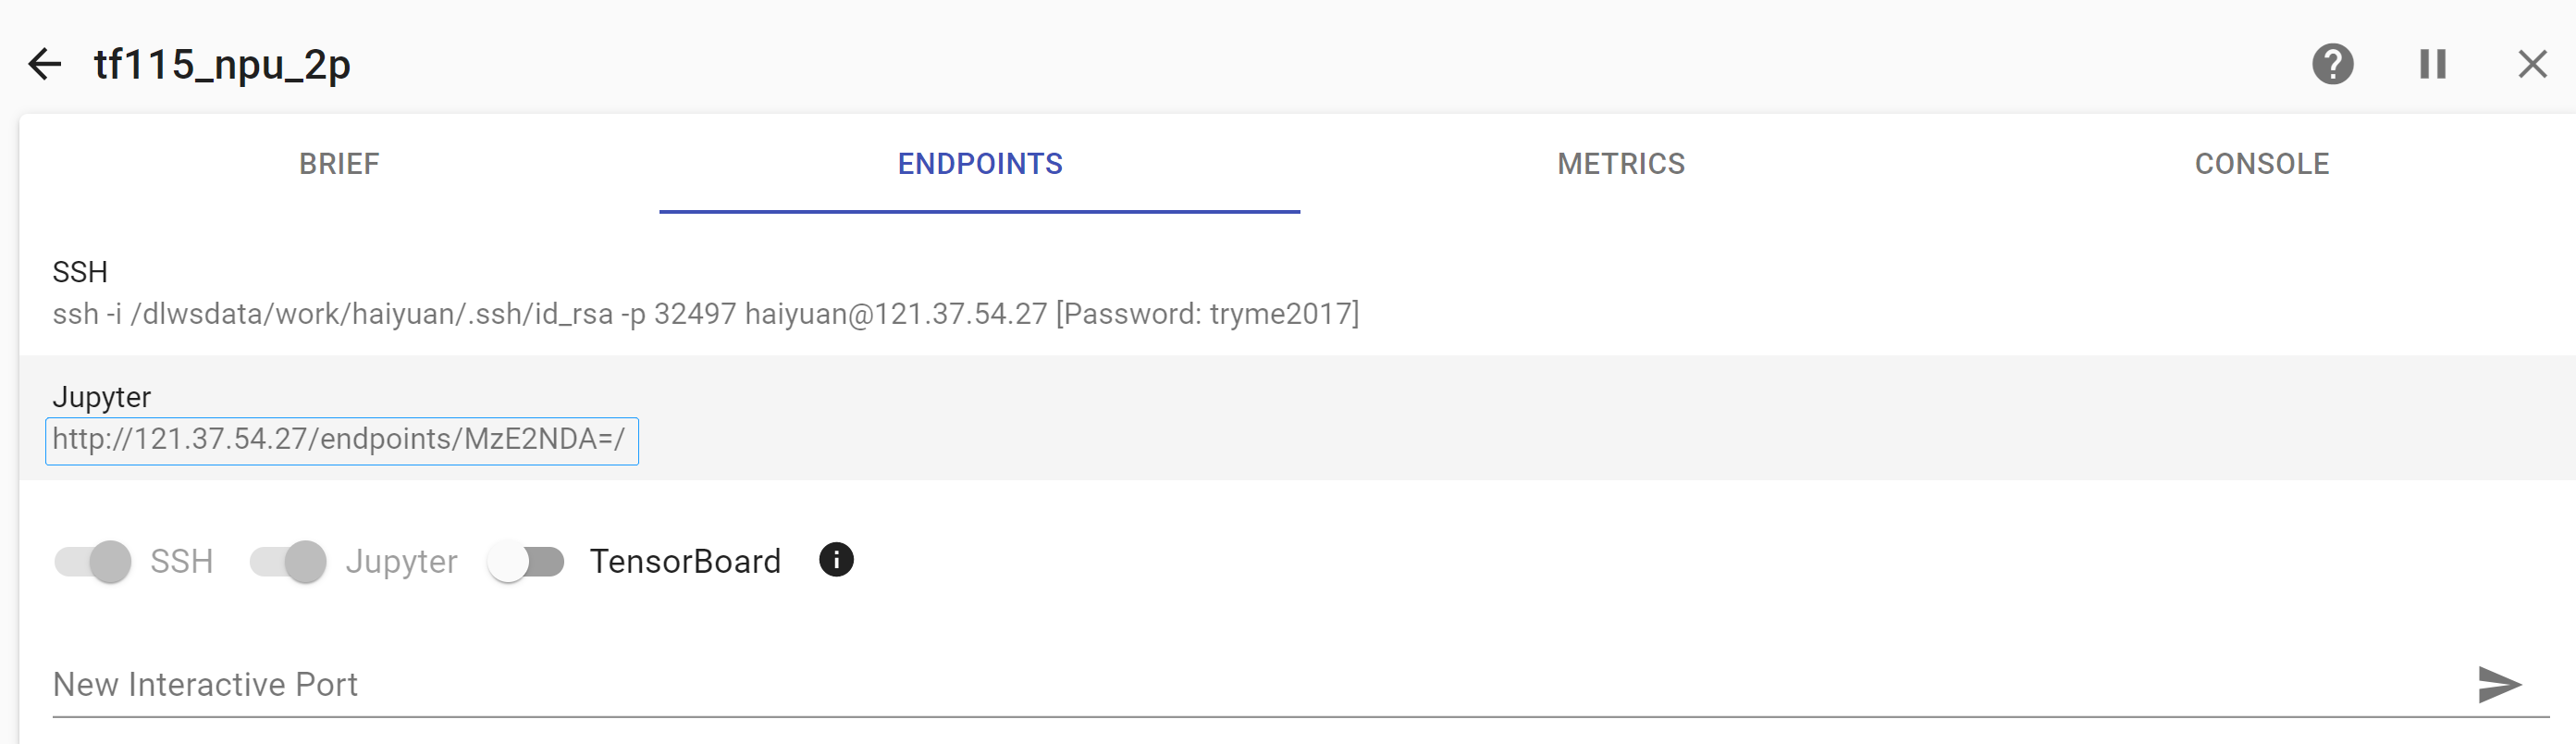 tf115_npu_2p
BRIEF
ENDPOINTS
METRICS
CONSOLE
SSH
ssh -i /dlwsdata/work/haiyuan/.ssh/id_rsa -p 32497 haiyuan@121.37.54.27 [Password: tryme2017]
Jupyter
http://121.37.54.27/endpoints/MzE2NDA=/
SSH
Jupyter
TensorBoard
New Interactive Port